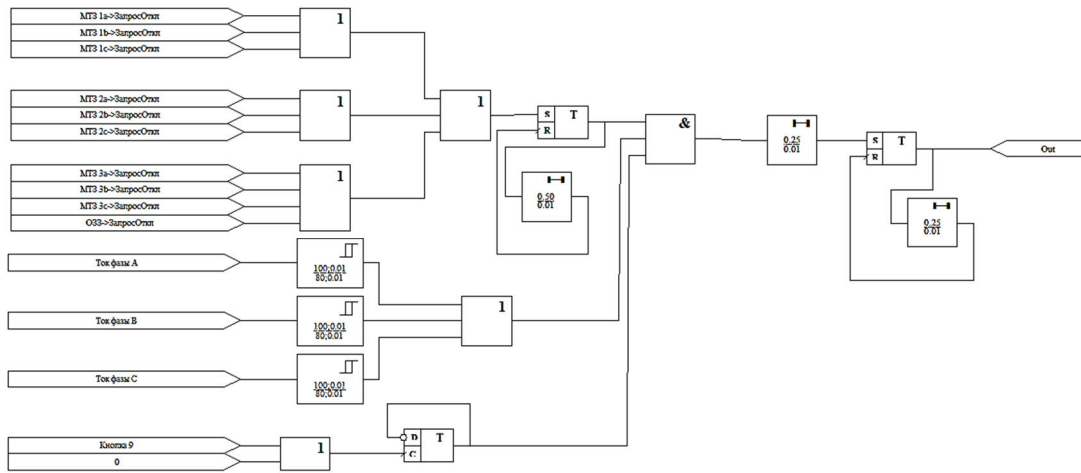 МТЗ 1a->ЗапросОткл
МТЗ 1b->ЗапросОткл
МТЗ 1c->ЗапросОткл
1
МТЗ 2a->ЗапросОткл
МТЗ 2b->ЗапросОткл
МТЗ 2c->ЗапросОткл
1
1
S T
R
&
0.25
0.01
S T
R
Out
МТЗ 3a->ЗапросОткл
МТЗ 3b->ЗапросОткл
МТЗ 3c->ЗапросОткл
ОЗЗ->ЗапросОткл
1
0.50
0.01
0.25
0.01
Ток фазы А
100;0.01
80;0.01
Ток фазы В
100;0.01
80;0.01
1
Ток фазы С
100;0.01
80;0.01
Кнопка 9
0
1
D T
C